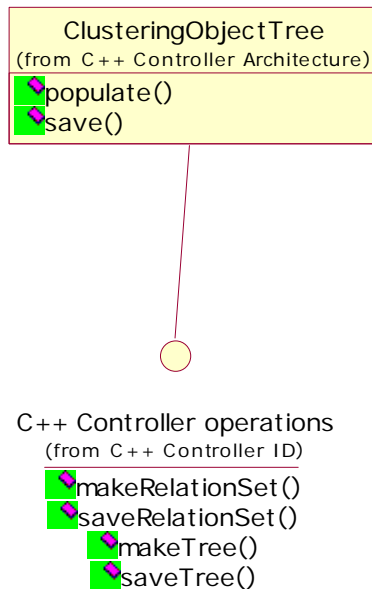 ClusteringObjectTree
(from C++ Controller Architecture)
populate()
save()
C++ Controller operations
(from C++ Controller ID)
makeRelationSet()
saveRelationSet()
makeTree()
saveTree()